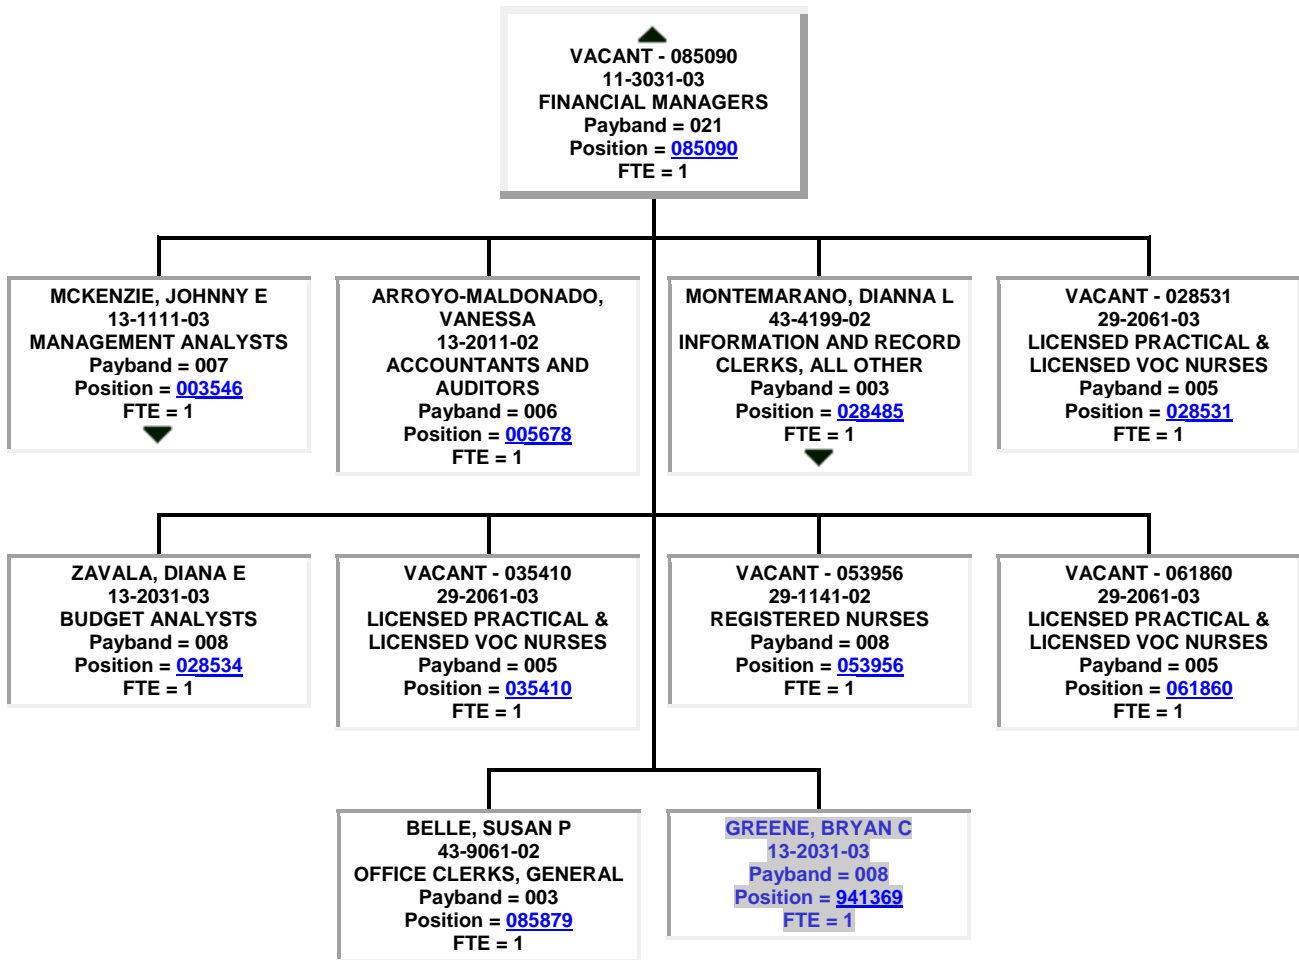 VACANT - 085090
11-3031-03
FINANCIAL MANAGERS
Payband = 021
Position = 085090
FTE = 1
MCKENZIE, JOHNNY E
13-1111-03
MANAGEMENT ANALYSTS
Payband = 007
Position = 003546
FTE = 1
ARROYO-MALDONADO,
VANESSA
13-2011-02
ACCOUNTANTS AND
AUDITORS
Payband = 006
Position = 005678
FTE = 1
MONTEMARANO, DIANNA L
43-4199-02
INFORMATION AND RECORD
CLERKS, ALL OTHER
Payband = 003
Position = 028485
FTE = 1
VACANT - 028531
29-2061-03
LICENSED PRACTICAL &
LICENSED VOC NURSES
Payband = 005
Position = 028531
FTE = 1
ZAVALA, DIANA E
13-2031-03
BUDGET ANALYSTS
Payband = 008
Position = 028534
FTE = 1
VACANT - 035410
29-2061-03
LICENSED PRACTICAL &
LICENSED VOC NURSES
Payband = 005
Position = 035410
FTE = 1
VACANT - 053956
29-1141-02
REGISTERED NURSES
Payband = 008
Position = 053956
FTE = 1
VACANT - 061860
29-2061-03
LICENSED PRACTICAL &
LICENSED VOC NURSES
Payband = 005
Position = 061860
FTE = 1
BELLE, SUSAN P
43-9061-02
OFFICE CLERKS, GENERAL
Payband = 003
Position = 085879
FTE = 1
GREENE, BRYAN C
13-2031-03
Payband = 008
Position = 941369
FTE = 1